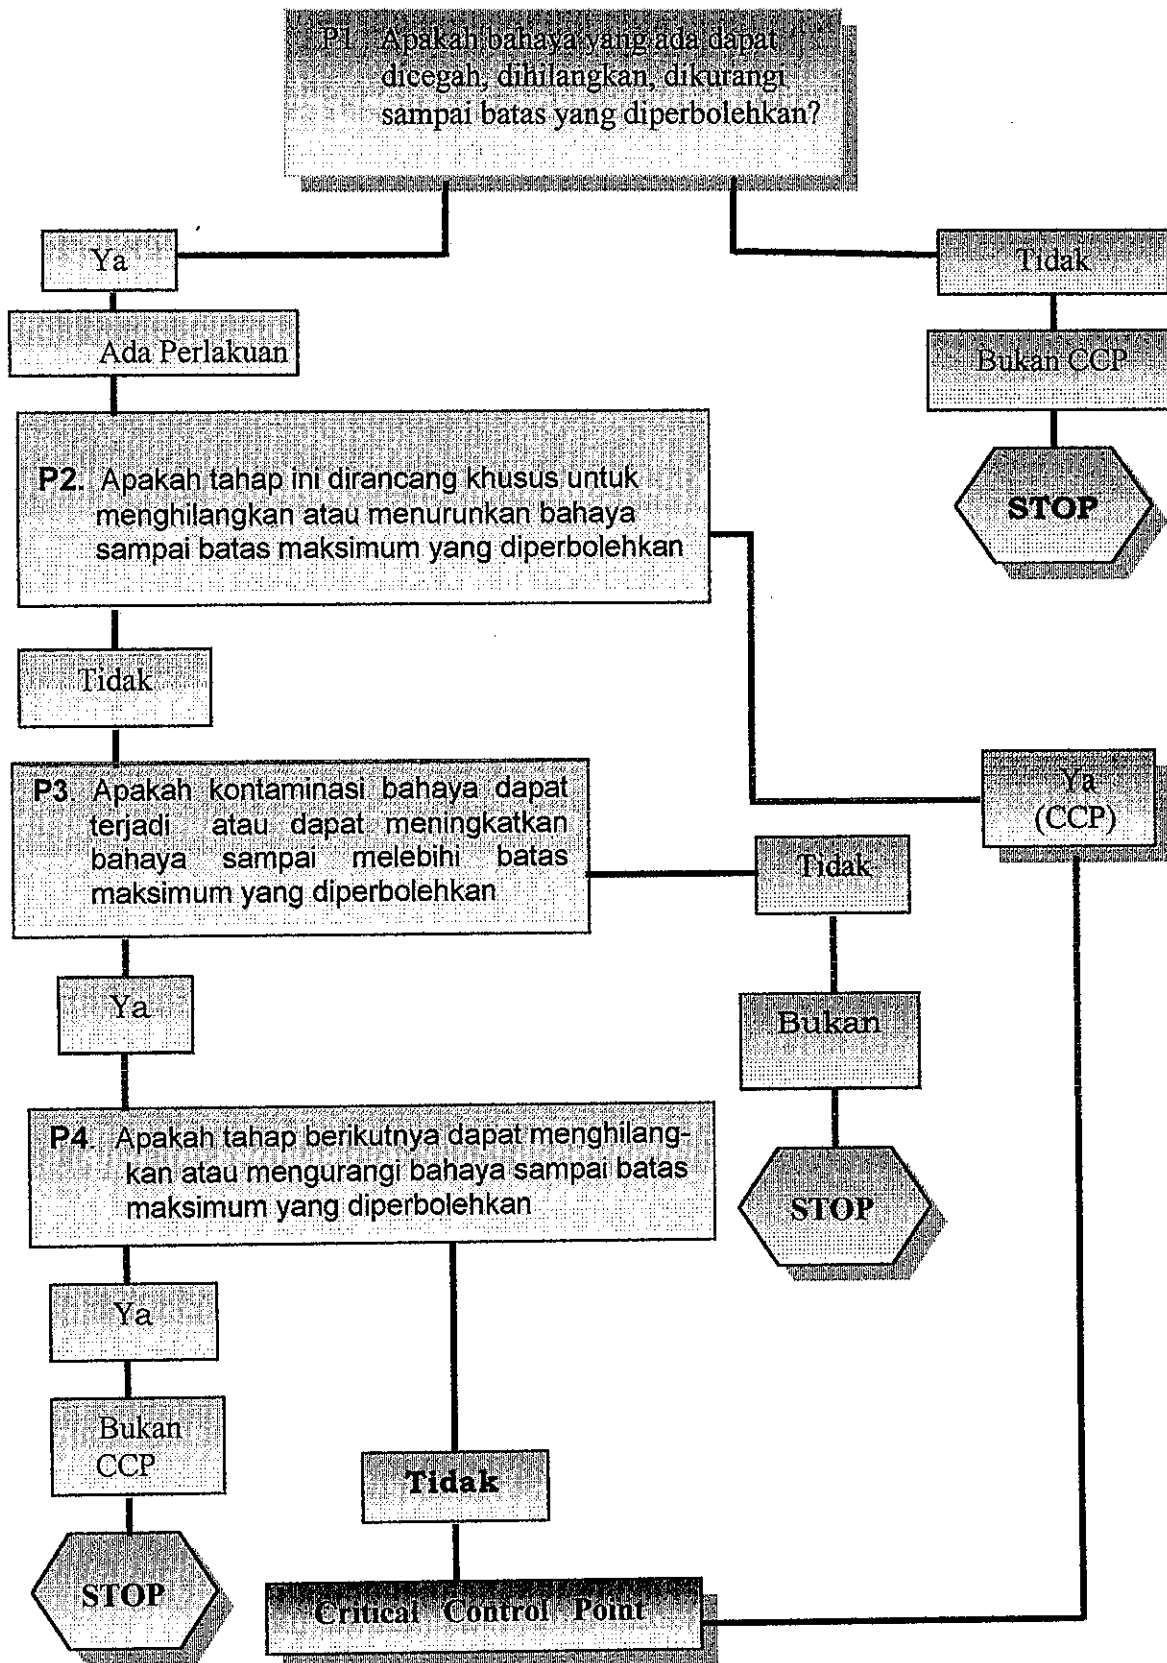 P1. Apakah bahaya yang ada dapat
dicegah, dihilangkan, dikurangi
sampai batas yang diperbolehkan?
Ya
Tidak
Ada Perlakuan
Bukan CCP
STOP
P2. Apakah tahap ini dirancang khusus untuk
menghilangkan atau menurunkan bahaya
sampai batas maksimum yang diperbolehkan
Tidak
Ya
(CCP)
P3. Apakah kontaminasi bahaya dapat
terjadi atau dapat meningkatkan
bahaya sampai melebihi batas
maksimum yang diperbolehkan
Tidak
Ya
Bukan
STOP
P4. Apakah tahap berikutnya dapat menghilang-
kan atau mengurangi bahaya sampai batas
maksimum yang diperbolehkan
Ya
Bukan
CCP
Tidak
STOP
Critical Control Point